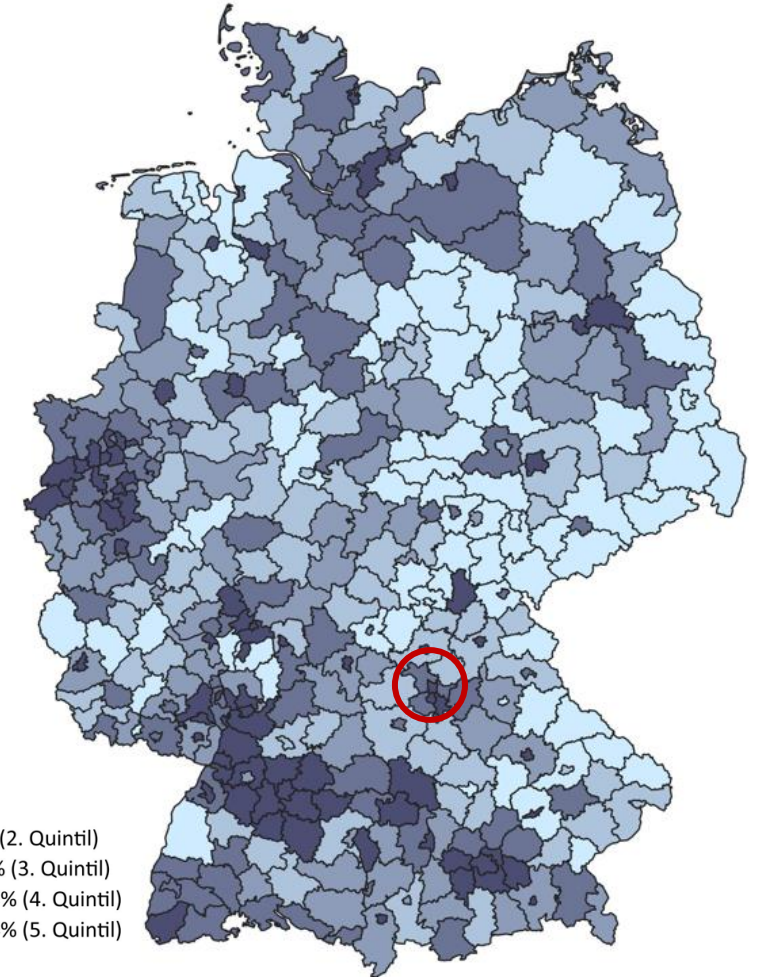 (2. Quintil)
% (3. Quintil)
% (4. Quintil)
% (5. Quintil)